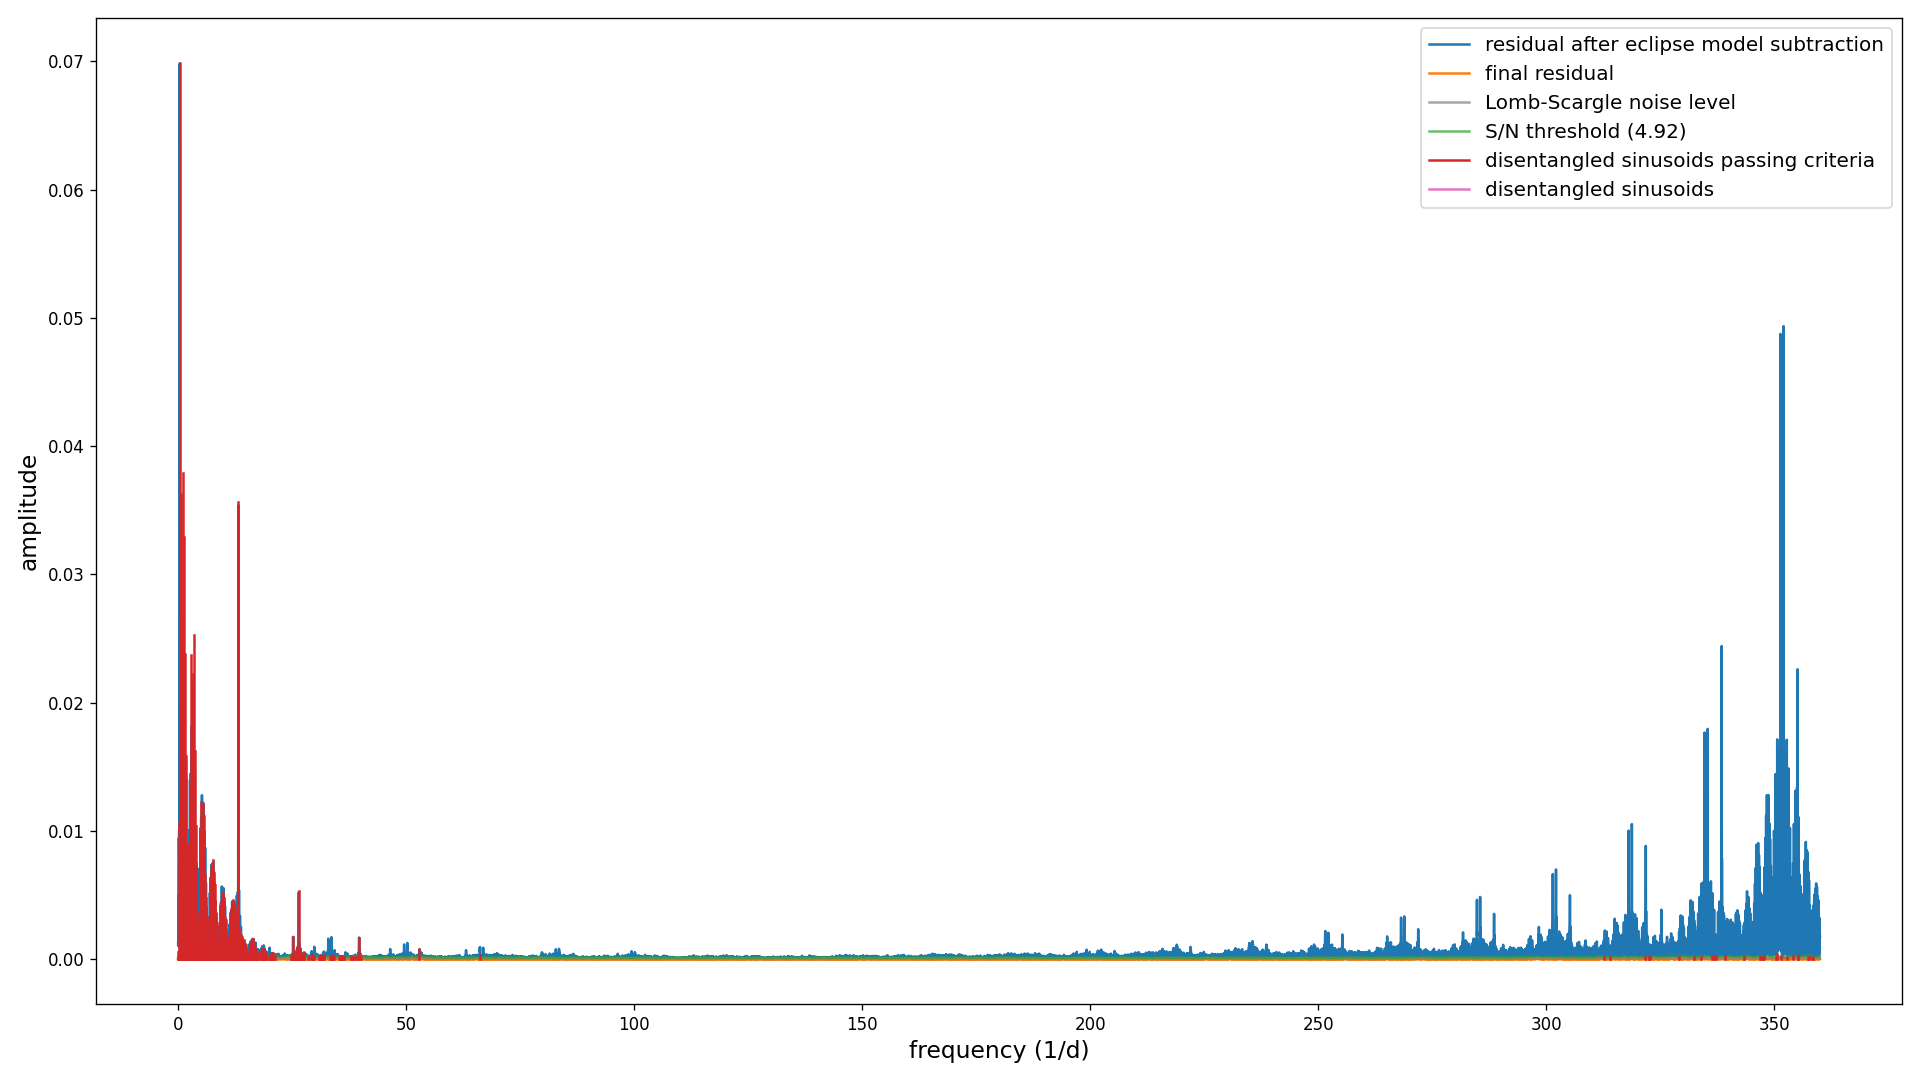 residual after eclipse model subtraction
final residual
Lomb-Scargle noise level
S/N threshold (4.92)
disentangled sinusoids passing criteria
disentangled sinusoids
0.07
0.06
0.05
0.04
0.03
0.02
0.01
0.00
amplitude
0 50 100 150 200 250 300 350
frequency (1/d)